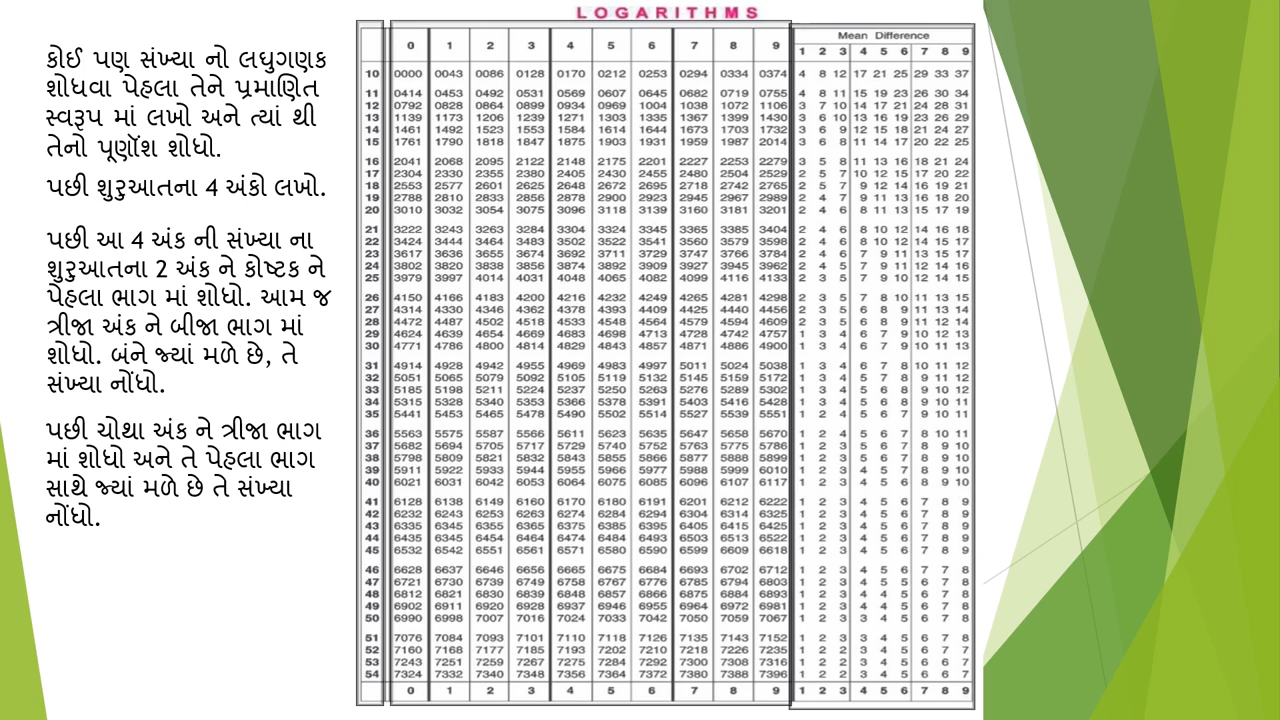 કોઈ પણ સંખ્યા નો લઘુગણક
શોધવા પેહલા તેને પ્રમાણિત
સ્વરૂપ માં લખો અને ત્યાં થી
તેનો પૂર્ણાંશ શોધો.
પછી શુરુઆતના 4 અંકો લખો.
પછી આ 4 અંક ની સંખ્યા ના
શુરુઆતના 2 અંક ને કોષ્ટક ને
પેહલા ભાગ માં શોધો. આમ જ
ત્રીજા અંક ને બીજા ભાગ માં
શોધો. બંને જ્યાં મળે છે, તે
સંખ્યા નોંધો.
પછી ચોથા અંક ને ત્રીજા ભાગ
માં શોધો અને તે પેહલા ભાગ
સાથે જ્યાં મળે છે તે સંખ્યા
નોંધો.
LOGARITHMS
Mean Difference
0 1 2 3 4 5 6 7 8 9 1 2 3 4 5 6 7 8 9
10 0000 0043 0086 0128 0170 0212 0253 0294 0334 0374 4 8 12 17 21 25 29 33 37
11 0414 0453 0492 0531 0569 0607 0645 0682 0719 0755 4 8 11 15 19 23 26 30 34
12 0792 0828 0864 0899 0934 0969 1004 1038 1072 1106 3 7 10 14 17 21 24 28 31
13 1139 1173 1206 1239 1271 1303 1335 1367 1399 1430 3 6 10 13 16 19 23 26 29
14 1461 1492 1523 1553 1584 1614 1644 1673 1703 1732 3 6 9 12 15 18 21 24 27
15 1761 1790 1818 1847 1875 1903 1931 1959 1987 2014 3 6 8 11 14 17 20 22 25
16 2041 2068 2095 2122 2148 2175 2201 2227 2253 2279 3 5 8 11 13 16 18 21 24
17 2304 2330 2355 2380 2405 2430 2455 2480 2504 2529 2 5 7 10 12 15 17 20 22
18 2553 2577 2601 2625 2648 2672 2695 2718 2742 2765 2 5 7 9 12 14 16 19 21
19 2788 2810 2833 2856 2878 2900 2923 2945 2967 2989 2 4 7 9 11 13 16 18 20
20 3010 3032 3054 3075 3096 3118 3139 3160 3181 3201 2 4 6 8 11 13 15 17 19
21 3222 3243 3263 3284 3304 3324 3345 3365 3385 3404 2 4 6 8 10 12 14 16 18
22 3424 3444 3464 3483 3502 3522 3541 3560 3579 3598 2 4 6 8 10 12 14 15 17
23 3617 3636 3655 3674 3692 3711 3729 3747 3766 3784 2 4 6 7 9 11 13 15 17
24 3802 3820 3838 3856 3874 3892 3909 3927 3945 3962 2 4 5 7 9 11 12 14 16
25 3979 3997 4014 4031 4048 4065 4082 4099 4116 4133 2 3 5 7 9 10 12 14 15
26 4150 4166 4183 4200 4216 4232 4249 4265 4281 4298 2 3 5 7 8 10 11 13 15
27 4314 4330 4346 4362 4378 4393 4409 4425 4440 4456 2 3 5 6 8 9 11 13 14
28 4472 4487 4502 4518 4533 4548 4564 4579 4594 4609 2 3 5 6 8 9 11 12 14
29 4624 4639 4654 4669 4683 4698 4713 4728 4742 4757 1 3 4 6 7 9 10 12 13
30 4771 4786 4800 4814 4829 4843 4857 4871 4886 4900 1 3 4 6 7 9 10 11 13
31 4914 4928 4942 4955 4969 4983 4997 5011 5024 5038 1 3 4 6 7 8 10 11 12
32 5051 5065 5079 5092 5105 5119 5132 5145 5159 5172 1 3 4 5 7 8 9 11 12
33 5185 5198 5211 5224 5237 5250 5263 5276 5289 5302 1 3 4 5 6 8 9 10 12
34 5315 5328 5340 5353 5366 5378 5391 5403 5416 5428 1 3 4 5 6 8 9 10 11
35 5441 5453 5465 5478 5490 5502 5514 5527 5539 5551 1 2 4 5 6 7 9 10 11
36 5563 5575 5587 5566 5611 5623 5635 5647 5658 5670 1 2 4 5 6 7 8 10 11
37 5682 5694 5705 5717 5729 5740 5752 5763 5775 5786 1 2 3 5 6 7 8 9 10
38 5798 5809 5821 5832 5843 5855 5866 5877 5888 5899 1 2 3 5 6 7 8 9 10
39 5911 5922 5933 5944 5955 5966 5977 5988 5999 6010 1 2 3 4 5 7 8 9 10
40 6021 6031 6042 6053 6064 6075 6085 6096 6107 6117 1 2 3 4 5 6 8 9 10
41 6128 6138 6149 6160 6170 6180 6191 6201 6212 6222 1 2 3 4 5 6 7 8 9
42 6232 6243 6253 6263 6274 6284 6294 6304 6314 6325 1 2 3 4 5 6 7 8 9
43 6335 6345 6355 6365 6375 6385 6395 6405 6415 6425 1 2 3 4 5 6 7 8 9
44 6435 6345 6454 6464 6474 6484 6493 6503 6513 6522 1 2 3 4 5 6 7 8 9
45 6532 6542 6551 6561 6571 6580 6590 6599 6609 6618 1 2 3 4 5 6 7 8 9
46 6628 6637 6646 6656 6665 6675 6684 6693 6702 6712 1 2 3 4 5 6 7 7 8
47 6721 6730 6739 6749 6758 6767 6776 6785 6794 6803 1 2 3 4 5 5 6 7 8
48 6812 6821 6830 6839 6848 6857 6866 6875 6884 6893 1 2 3 4 4 5 6 7 8
49 6902 6911 6920 6928 6937 6946 6955 6964 6972 6981 1 2 3 4 4 5 6 7 8
50 6990 6998 7007 7016 7024 7033 7042 7050 7059 7067 1 2 3 3 4 5 6 7 8
51 7076 7084 7093 7101 7110 7118 7126 7135 7143 7152 1 2 3 3 4 5 6 7 8
52 7160 7168 7177 7185 7193 7202 7210 7218 7226 7235 1 2 2 3 4 5 6 7 7
53 7243 7251 7259 7267 7275 7284 7292 7300 7308 7316 1 2 2 3 4 5 6 6 7
54 7324 7332 7340 7348 7356 7364 7372 7380 7388 7396 1 2 2 3 4 5 6 6 7
0 1 2 3 4 5 6 7 8 9 1 2 3 4 5 6 7 8 9